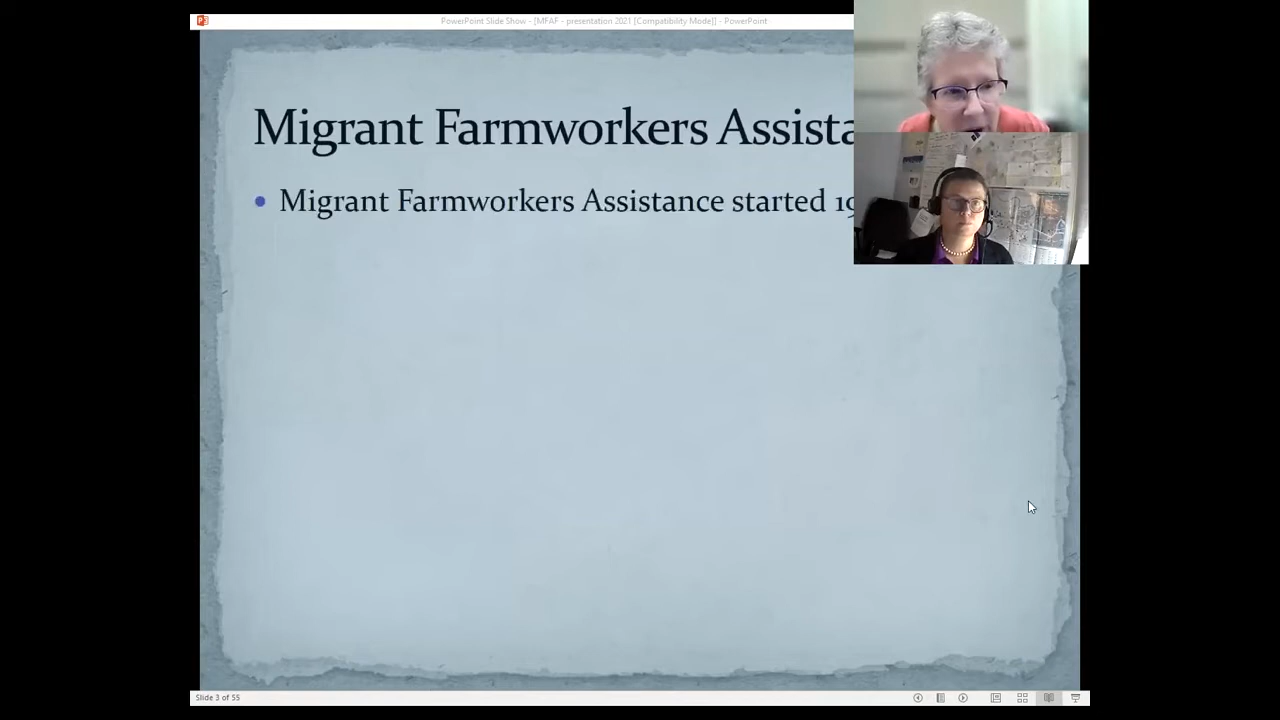 PowerPoint Slide Show - [MFAF - presentation 2021 [Compatibility Mode]] - PowerPoint
Migrant Farmworkers Assista
Migrant Farmworkers Assistance started 19
Slide 3 of 55